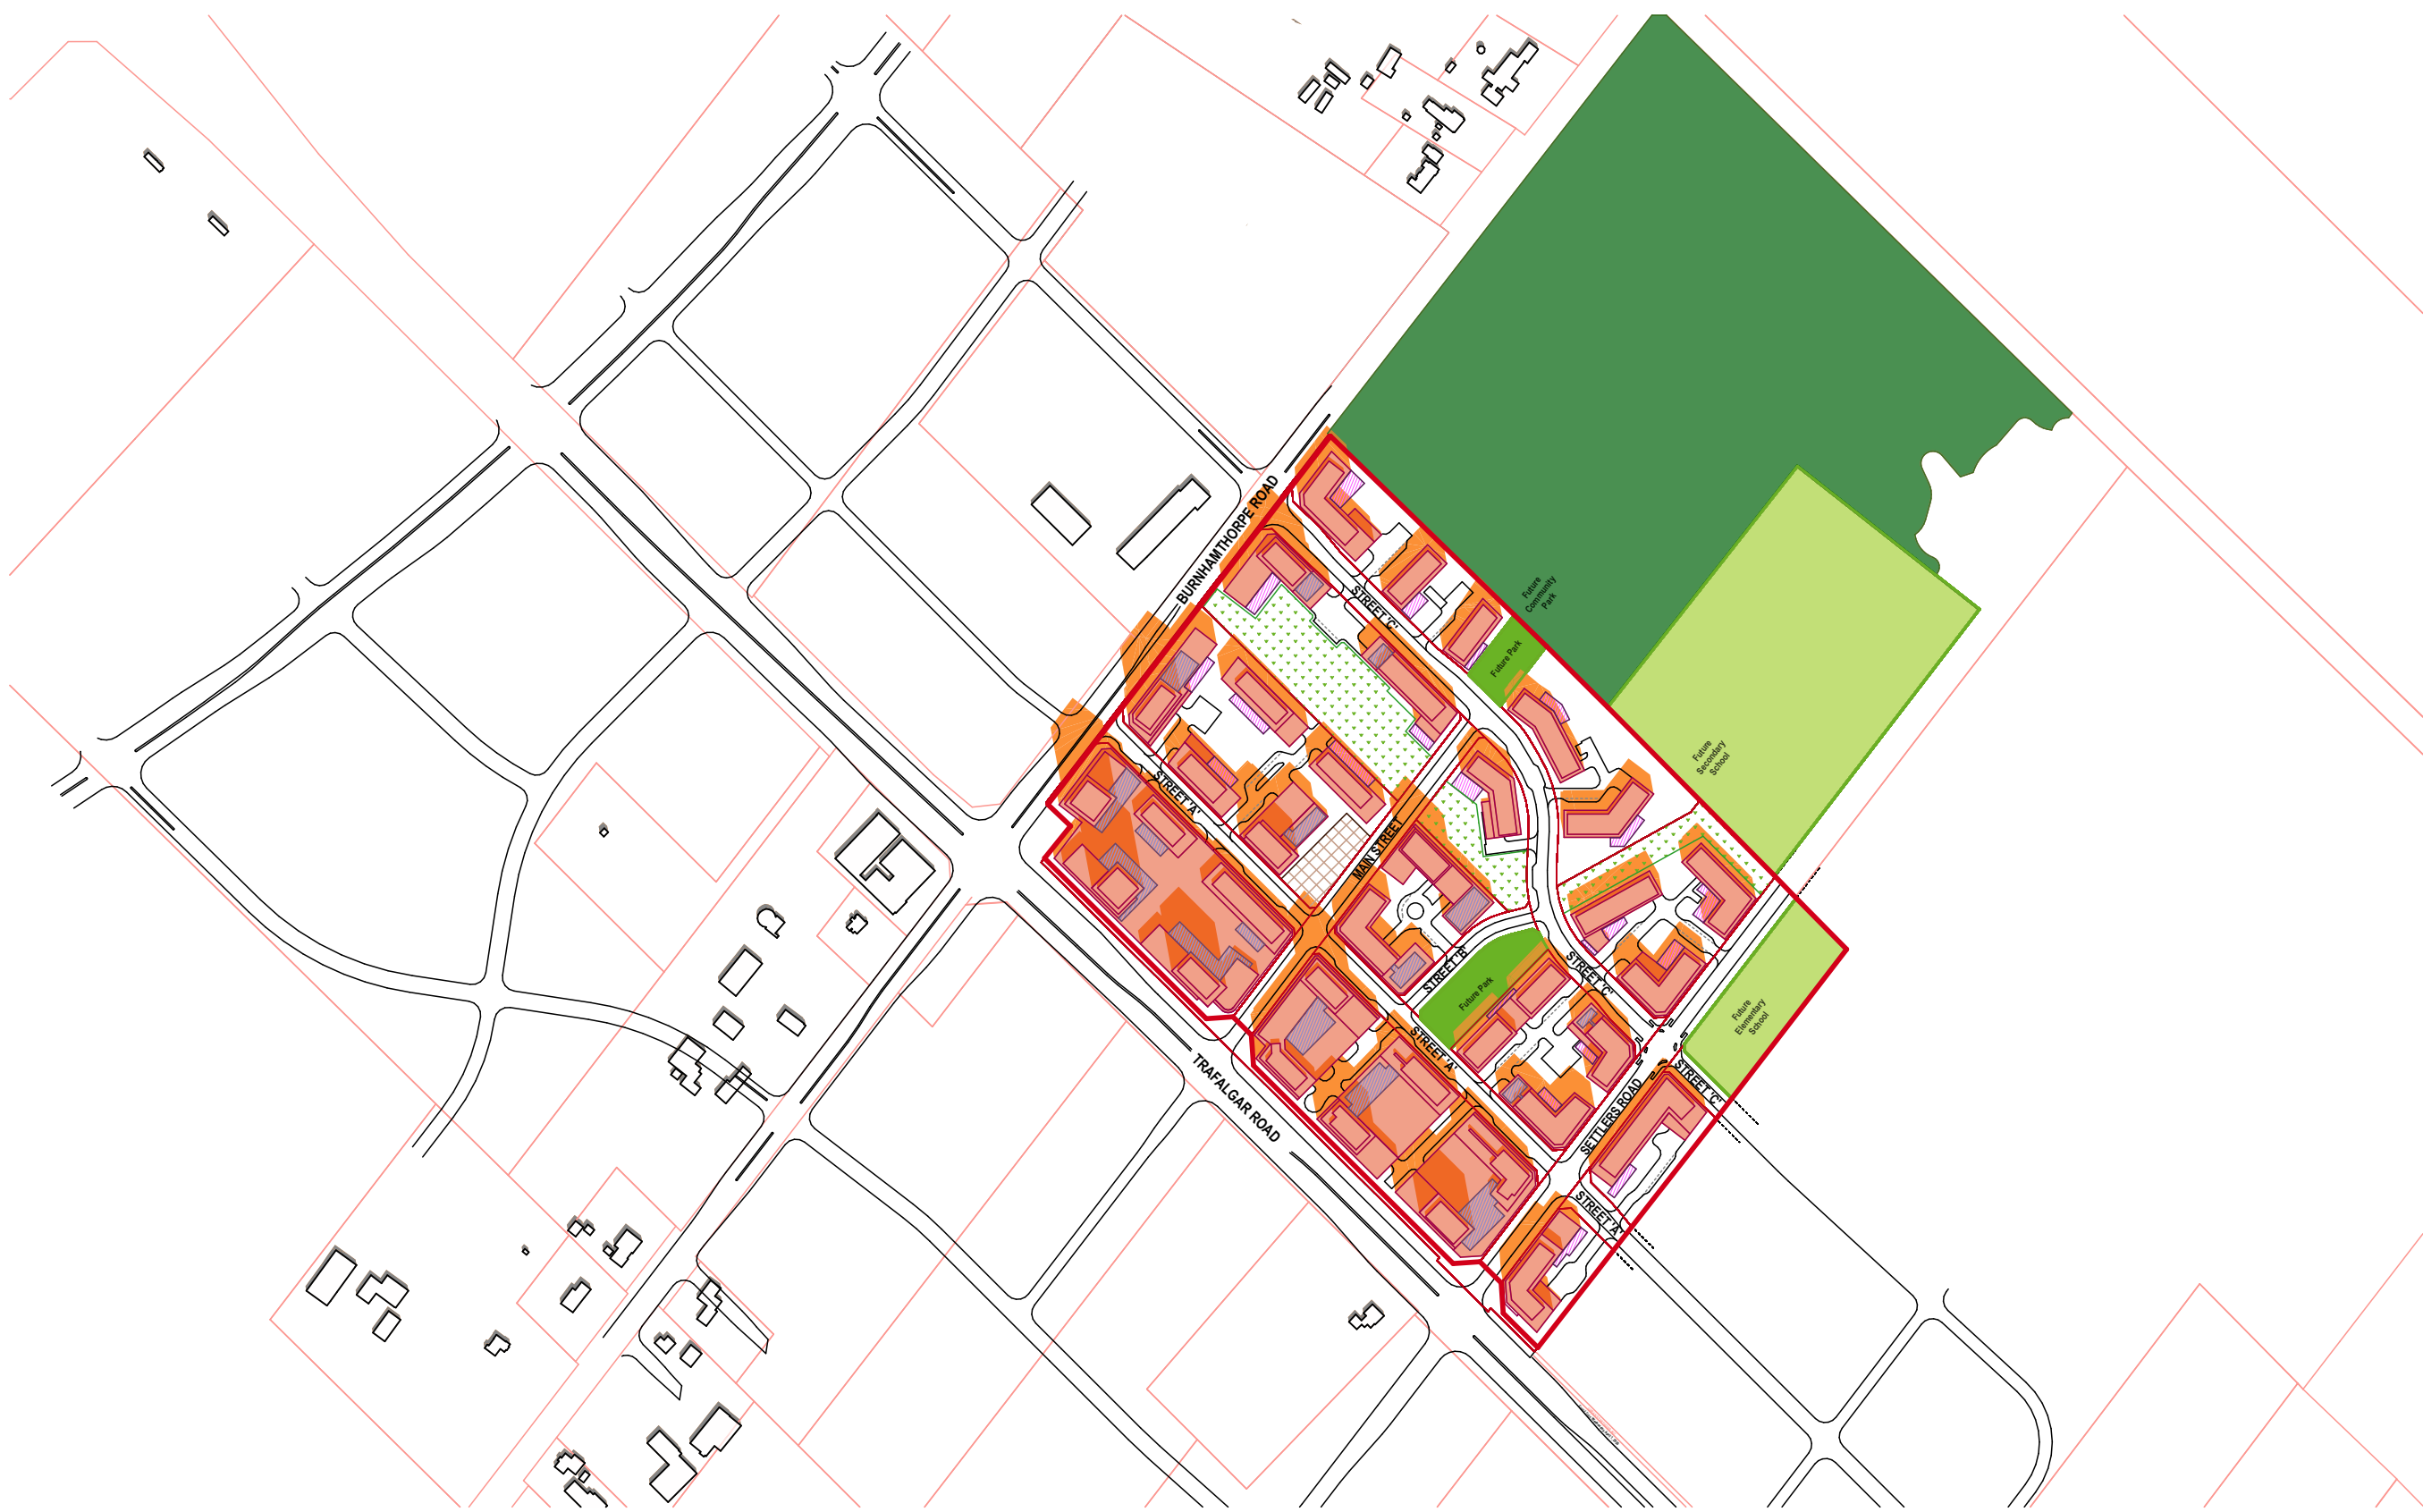 BURNHAMTHORPE ROAD
STREET 'C'
Future
Community
Park
Future Park
Future
Secondary
School
STREET 'A'
MAIN STREET
STREET 'B'
Future Park
STREET 'C'
Future
Elementary
School
STREET 'A'
TRAFALGAR ROAD
SETTLERS ROAD
STREET 'C'
STREET 'A'